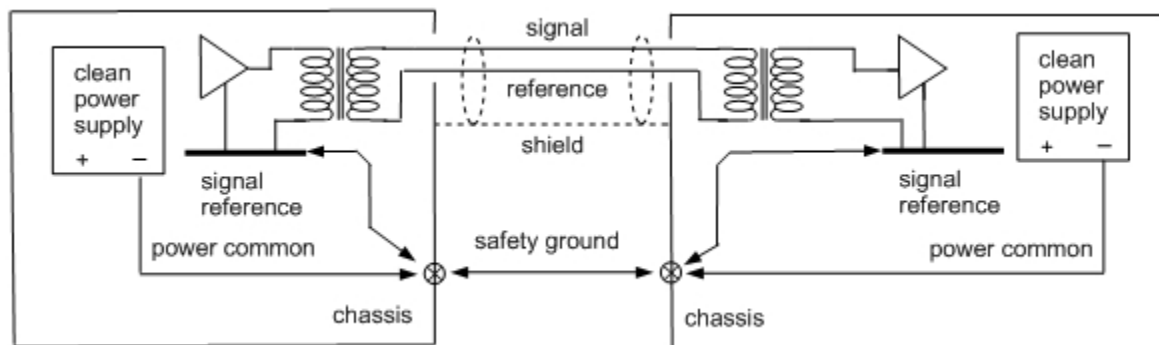 signal
clean
power
supply
+ −
reference
shield
signal
reference
power common
safety ground
chassis
clean
power
supply
+ −
signal
reference
power common
chassis